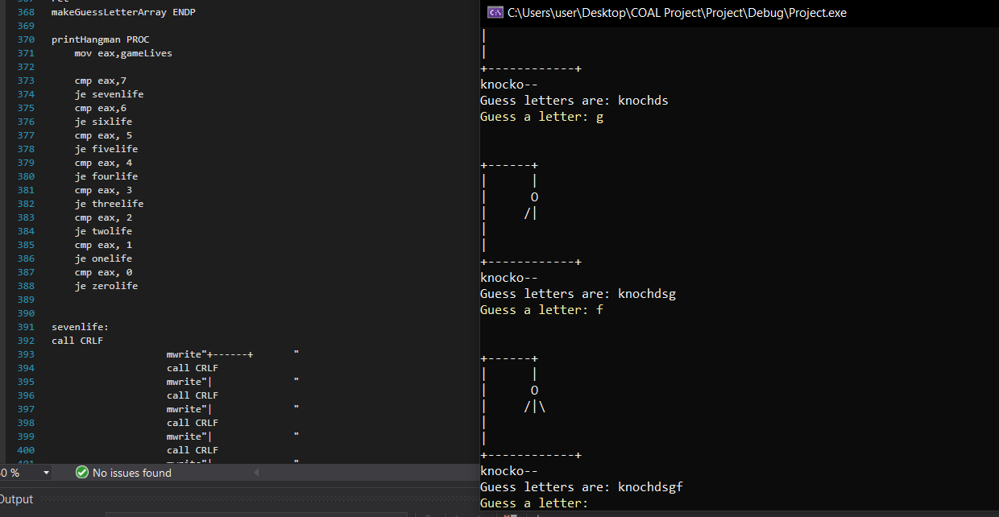 367 ret
368 makeGuessLetterArray ENDP
369
370 printHangman PROC
371 mov eax,gameLives
372
373 cmp eax,7
374 je sevenlife
375 cmp eax,6
376 je sixlife
377 cmp eax, 5
378 je fivelife
379 cmp eax, 4
380 je fourlife
381 cmp eax, 3
382 je threelife
383 cmp eax, 2
384 je twolife
385 cmp eax, 1
386 je onelife
387 cmp eax, 0
388 je zerolife
389
390
391 sevenlife:
392 call CRLF
393 mwrite"+------+      "
394 call CRLF
395 mwrite"|             "
396 call CRLF
397 mwrite"|             "
398 call CRLF
399 mwrite"|             "
400 call CRLF
401 mwrite"|             "
0 %
No issues found
Output
C:\Users\user\Desktop\COAL Project\Project\Debug\Project.exe
|
|
+------------+
knocko--
Guess letters are: knochds
Guess a letter: g
+------+
|      |
|      O
|     /|
|
|
+------------+
knocko--
Guess letters are: knochdsg
Guess a letter: f
+------+
|      |
|      O
|     /|\
|
|
+------------+
knocko--
Guess letters are: knochdsgf
Guess a letter: